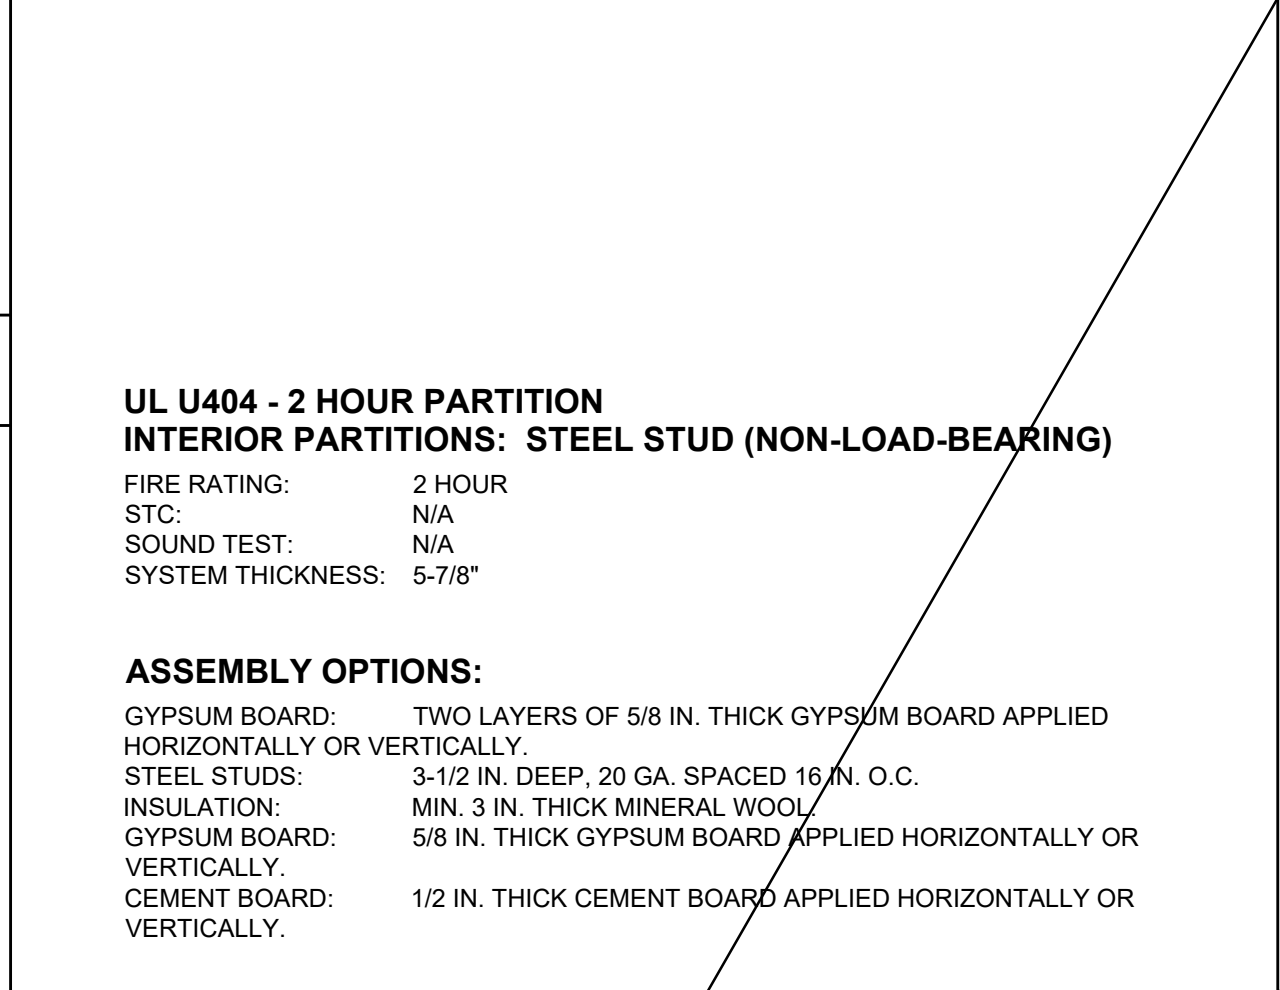 UL U404 - 2 HOUR PARTITION
INTERIOR PARTITIONS:  STEEL STUD (NON-LOAD-BEARING)
FIRE RATING: 2 HOUR
STC: N/A
SOUND TEST: N/A
SYSTEM THICKNESS: 5-7/8"
ASSEMBLY OPTIONS:
GYPSUM BOARD: TWO LAYERS OF 5/8 IN. THICK GYPSUM BOARD APPLIED
HORIZONTALLY OR VERTICALLY.
STEEL STUDS: 3-1/2 IN. DEEP, 20 GA. SPACED 16 IN. O.C.
INSULATION: MIN. 3 IN. THICK MINERAL WOOL.
GYPSUM BOARD: 5/8 IN. THICK GYPSUM BOARD APPLIED HORIZONTALLY OR
VERTICALLY.
CEMENT BOARD: 1/2 IN. THICK CEMENT BOARD APPLIED HORIZONTALLY OR
VERTICALLY.